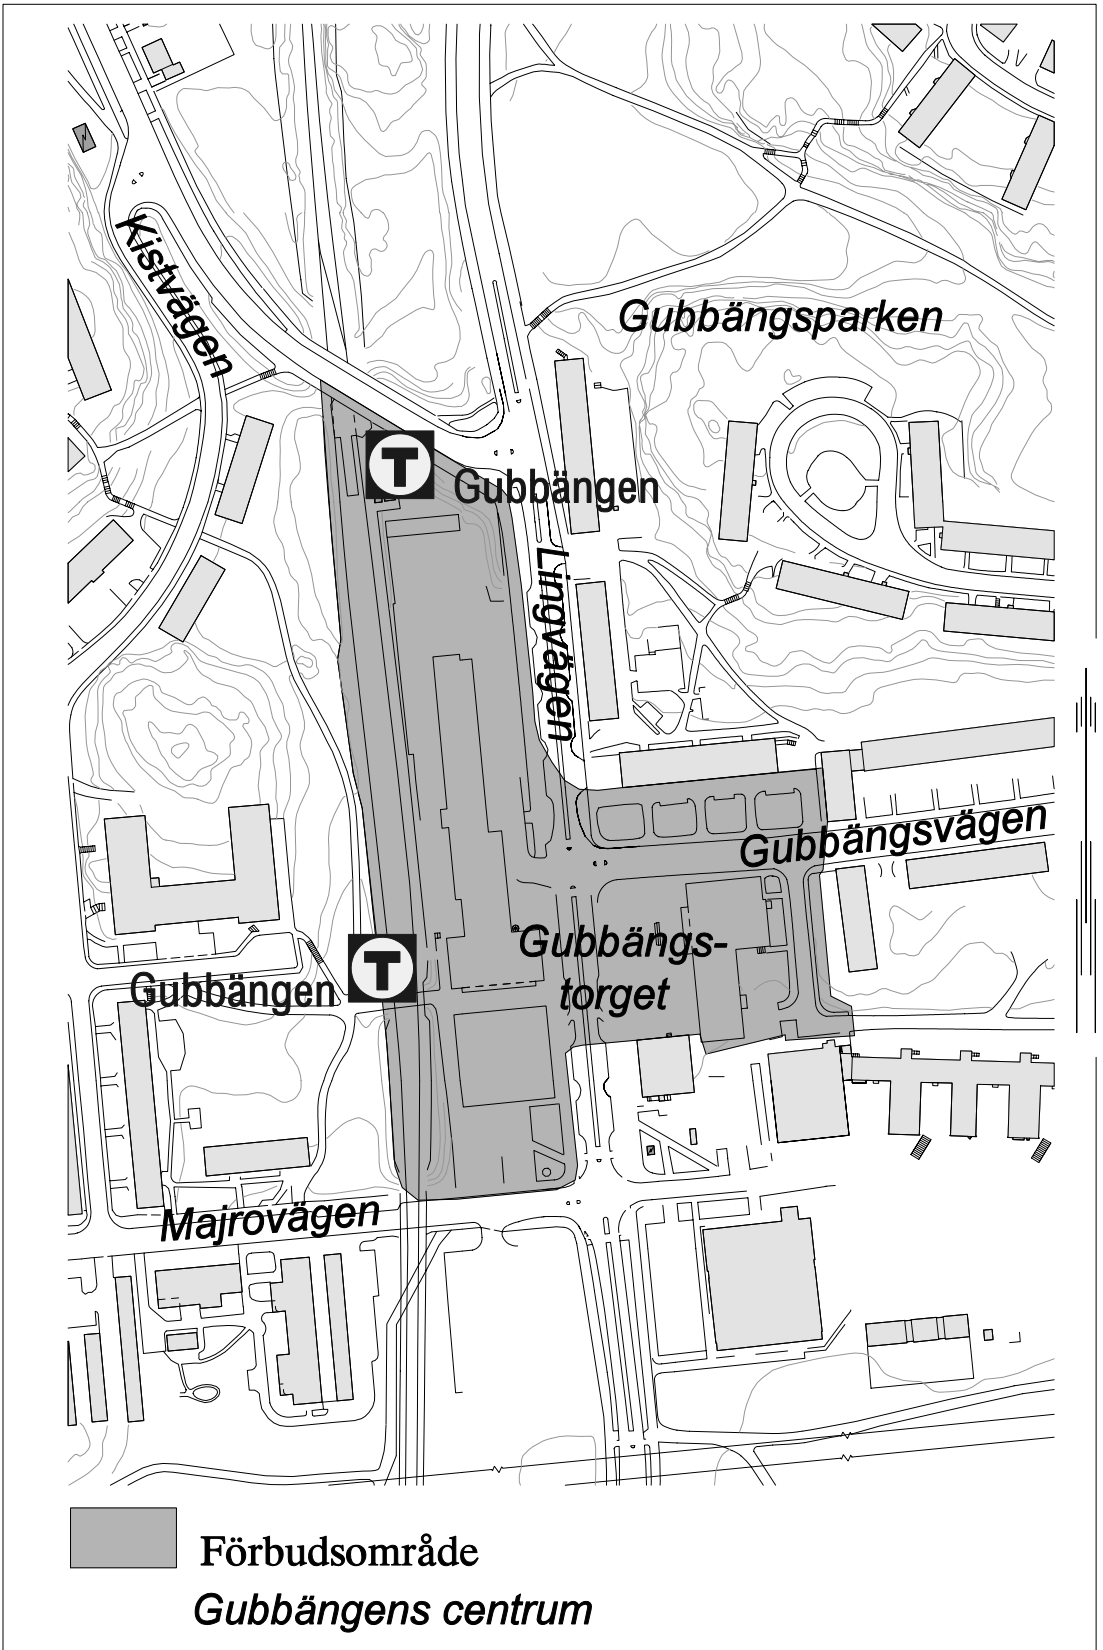 Kistvägen
Gubbängsparken
T
Gubbängen
Lingvägen
Gubbängsvägen
Gubbängs-
torget
T
Gubbängen
Majrovägen
Förbudsområde
Gubbängens centrum